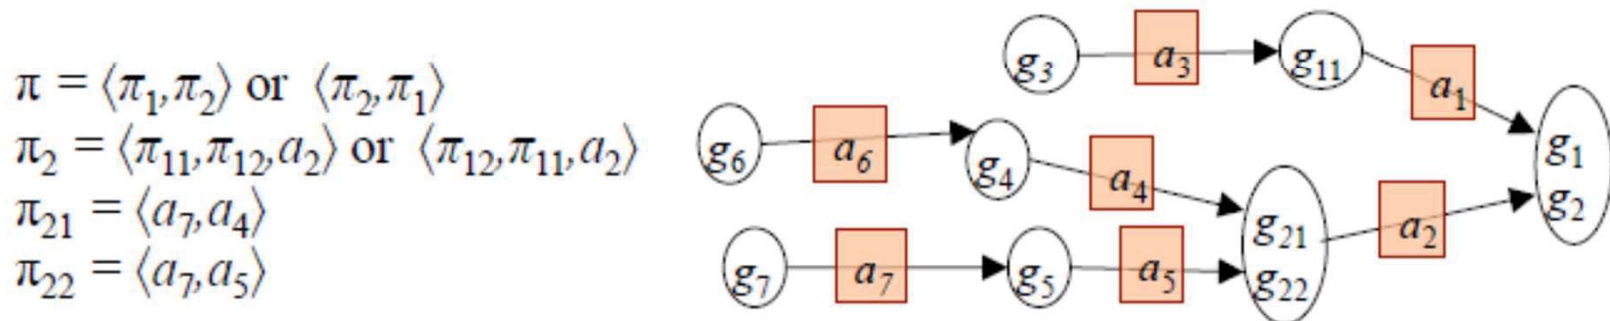 π = ⟨π₁,π₂⟩ or ⟨π₂,π₁⟩
π₂ = ⟨π₁₁,π₁₂,a₂⟩ or ⟨π₁₂,π₁₁,a₂⟩
π₂₁ = ⟨a₇,a₄⟩
π₂₂ = ⟨a₇,a₅⟩
g₃ a₃ g₁₁ a₁
g₆ a₆ g₄ a₄ g₁
g₂₁ a₂ g₂
g₇ a₇ g₅ a₅ g₂₂